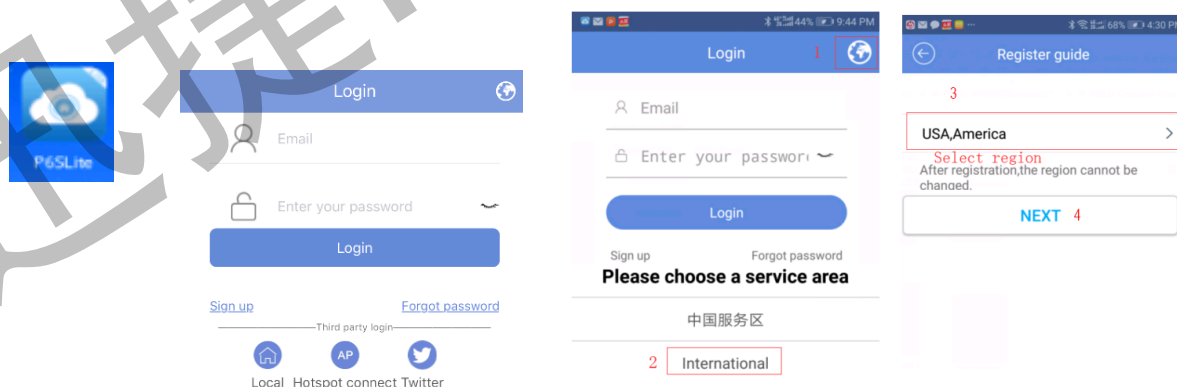 P6SLite
Login
Email
Enter your password
Login
Sign up
Forgot password
Third party login
AP
Local Hotspot connect Twitter
44% 9:44 PM
Login
1
Email
Enter your passwor
Login
Sign up
Forgot password
Please choose a service area
中国服务区
2 International
68% 4:30 PM
Register guide
3
USA,America
Select region
After registration,the region cannot be
changed.
NEXT 4